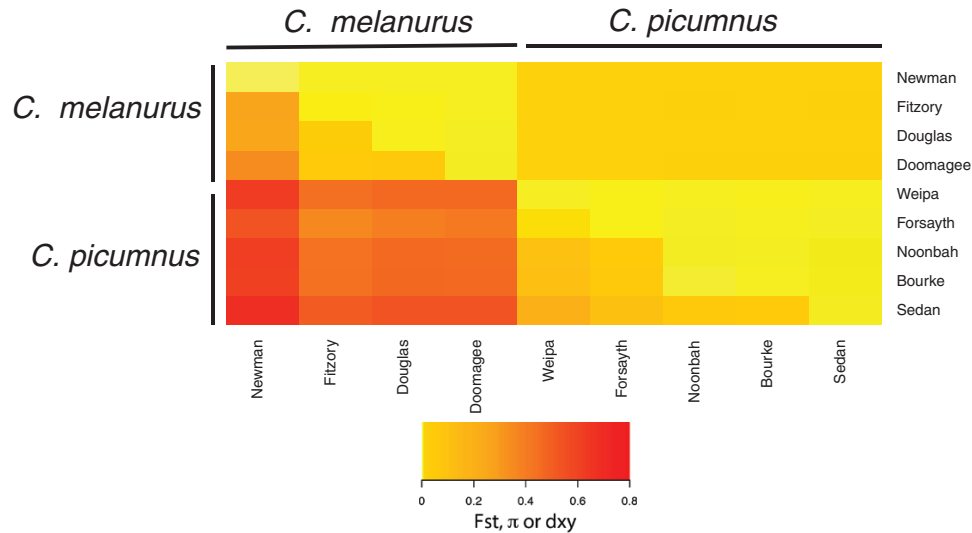 C. melanurus
C. picumnus
C. melanurus
C. picumnus
Newman
Fitzory
Douglas
Doomagee
Weipa
Forsayth
Noonbah
Bourke
Sedan
Newman
Fitzroy
Douglas
Doomagee
Weipa
Forsayth
Noonbah
Bourke
Sedan
0 0.2 0.4 0.6 0.8
Fst, π or dxy